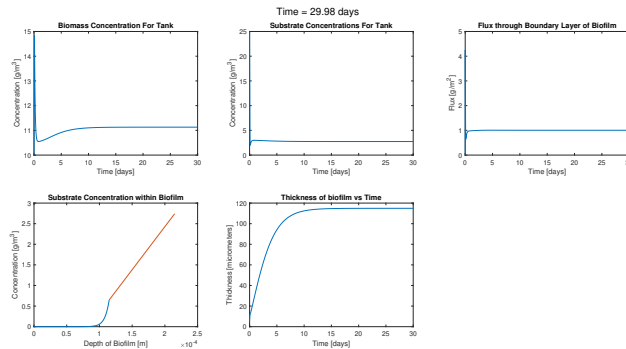 Time = 29.98 days
Biomass Concentration For Tank
Substrate Concentrations For Tank
Flux through Boundary Layer of Biofilm
Concentration [g/m³]
15
14
13
12
11
10
0 5 10 15 20 25 30
Time [days]
Concentration [g/m³]
25
20
15
10
5
0
0 5 10 15 20 25 30
Time [days]
Flux [g/m²]
5
4
3
2
1
0
0 5 10 15 20 25 30
Time [days]
Substrate Concentration within Biofilm
Thickness of biofilm vs Time
Concentration [g/m³]
3
2.5
2
1.5
1
0.5
0
0 0.5 1 1.5 2 2.5
Depth of Biofilm [m]
×10⁻⁴
Thickness [micrometers]
120
100
80
60
40
20
0
0 5 10 15 20 25 30
Time [days]